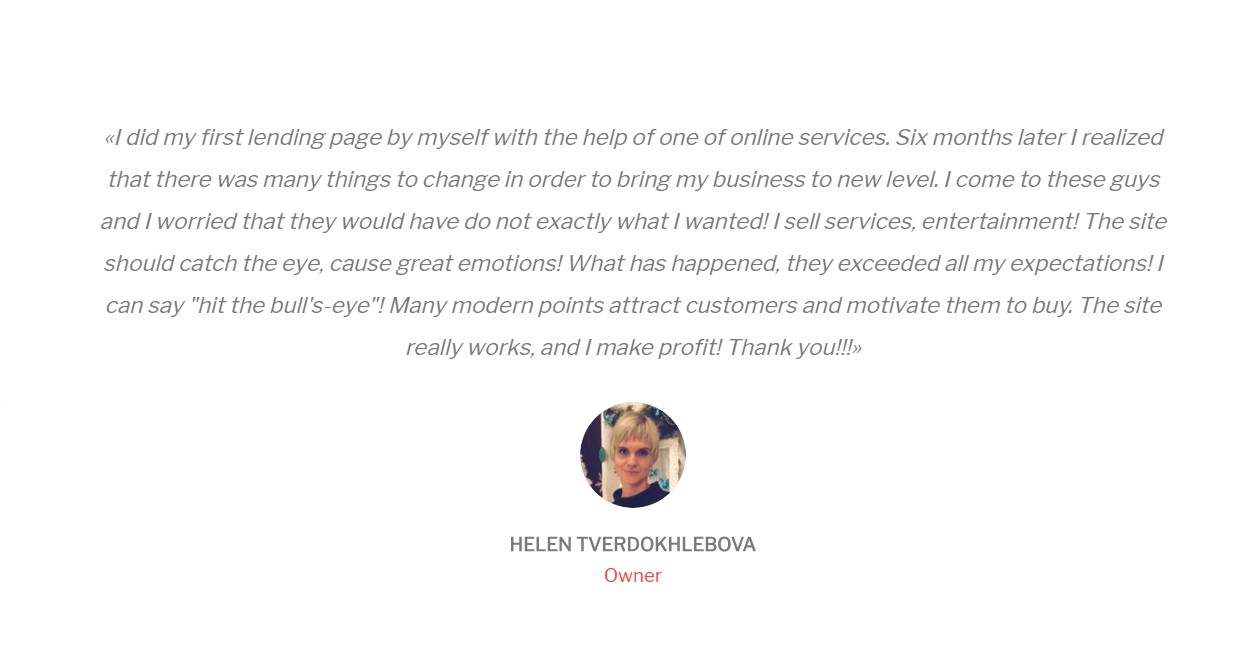 «I did my first lending page by myself with the help of one of online services. Six months later I realized
that there was many things to change in order to bring my business to new level. I come to these guys
and I worried that they would have do not exactly what I wanted! I sell services, entertainment! The site
should catch the eye, cause great emotions! What has happened, they exceeded all my expectations! I
can say "hit the bull's-eye"! Many modern points attract customers and motivate them to buy. The site
really works, and I make profit! Thank you!!!»
HELEN TVERDOKHLEBOVA
Owner